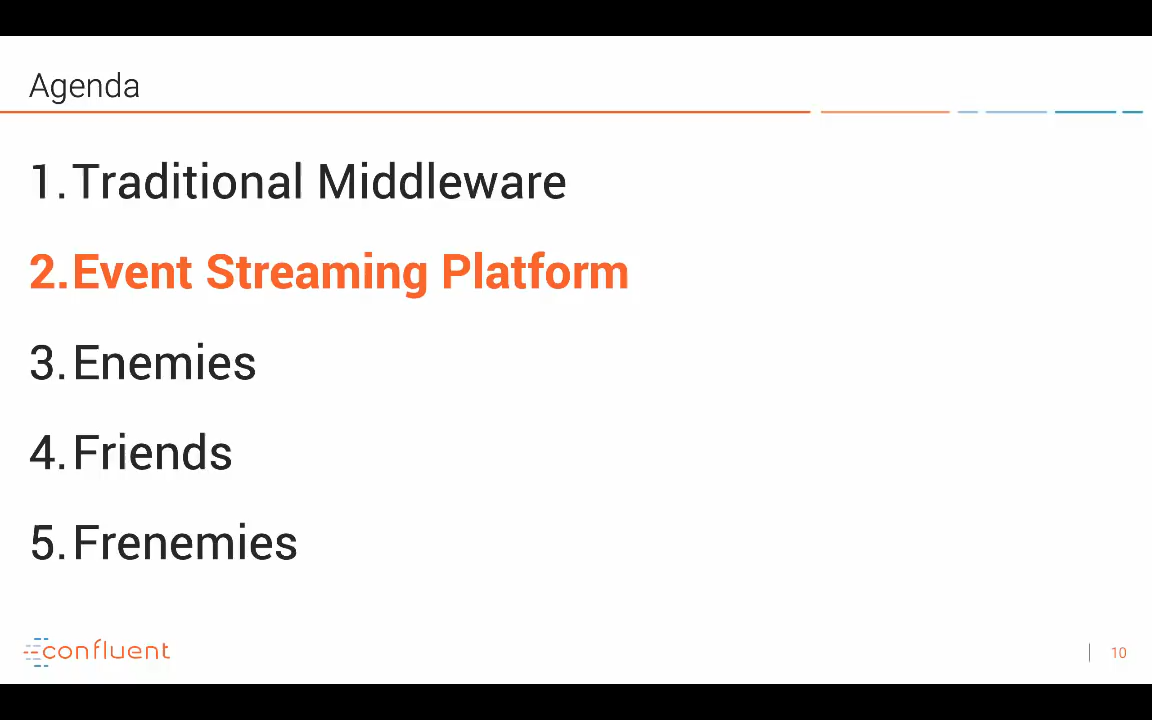 Agenda
1. Traditional Middleware
2. Event Streaming Platform
3. Enemies
4. Friends
5. Frenemies
confluent
10